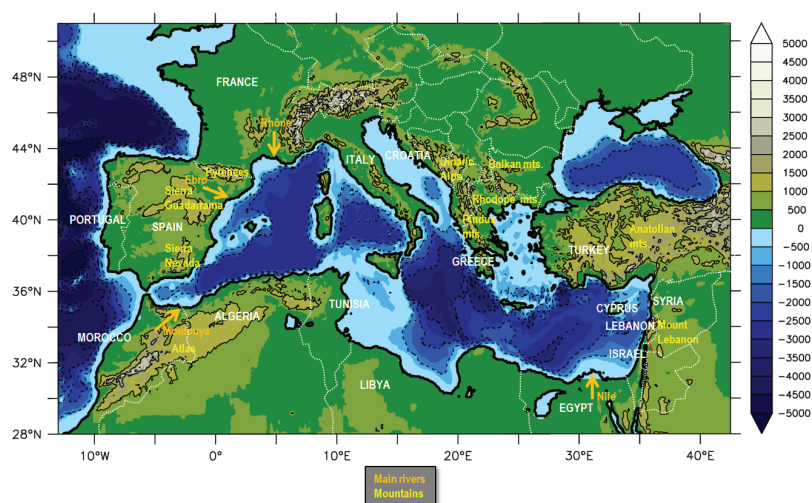 48°N
44°N
40°N
36°N
32°N
28°N
10°W
0°E
10°E
20°E
30°E
40°E
FRANCE
Rhône
ITALY
CROATIA
Dinaric
Alps
Balkan mts.
Pyrenees
Ebro
Sierra
Guadarrama
Rhodope mts.
PORTUGAL
SPAIN
Pindus
mts.
Anatolian
mts.
TURKEY
Sierra
Nevada
GREECE
TUNISIA
CYPRUS
SYRIA
ALGERIA
LEBANON
Mount
Lebanon
MOROCCO
Moulouya
Atlas
ISRAEL
LIBYA
EGYPT
Nile
5000
4500
4000
3500
3000
2500
2000
1500
1000
500
0
−500
−1000
−1500
−2000
−2500
−3000
−3500
−4000
−4500
−5000
Main rivers
Mountains